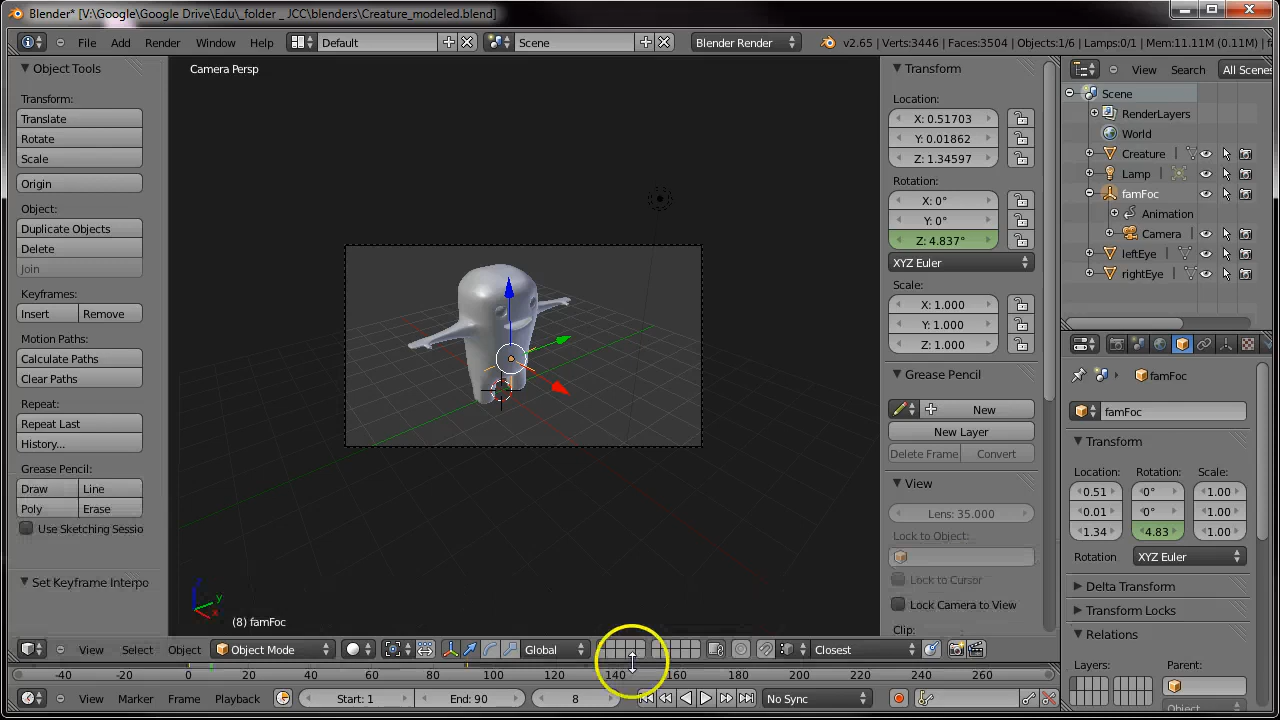 Blender* [V:\Google\Google Drive\Edu\_folder _ JCC\blenders\Creature_modeled.blend]
File Add Render Window Help Default Scene Blender Render v2.65 | Verts:3446 | Faces:3504 | Objects:1/6 | Lamps:0/1 | Mem:11.11M (0.11M) |
Object Tools
Transform:
Translate
Rotate
Scale
Origin
Object:
Duplicate Objects
Delete
Join
Keyframes:
Insert Remove
Motion Paths:
Calculate Paths
Clear Paths
Repeat:
Repeat Last
History...
Grease Pencil:
Draw Line
Poly Erase
Use Sketching Sessio
Set Keyframe Interpo
Camera Persp
z
y
x
(8) famFoc
Transform
Location:
X: 0.51703
Y: 0.01862
Z: 1.34597
Rotation:
X: 0°
Y: 0°
Z: 4.837°
XYZ Euler
Scale:
X: 1.000
Y: 1.000
Z: 1.000
Grease Pencil
New
New Layer
Delete Frame Convert
View
Lens: 35.000
Lock to Object:
Lock to Cursor
Lock Camera to View
Clip:
View Search All Scenes
Scene
RenderLayers
World
Creature
Lamp
famFoc
Animation
Camera
leftEye
rightEye
famFoc
famFoc
Transform
Location: Rotation: Scale:
0.51 0° 1.00
0.01 0° 1.00
1.34 4.83 1.00
Rotation XYZ Euler
Delta Transform
Transform Locks
Relations
Layers: Parent:
View Select Object Object Mode Global Closest
-40 -20 0 20 40 60 80 100 120 140 160 180 200 220 240 260
View Marker Frame Playback Start: 1 End: 90 8 No Sync